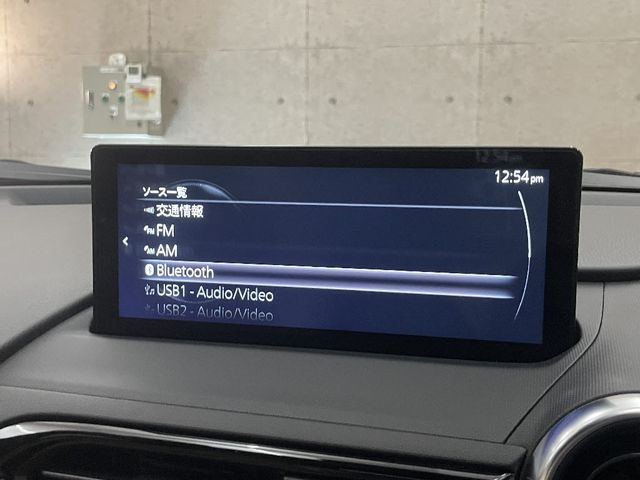 12:54pm
ソース一覧
交通情報
FM
AM
Bluetooth
USB1 - Audio/Video
USB2 - Audio/Video